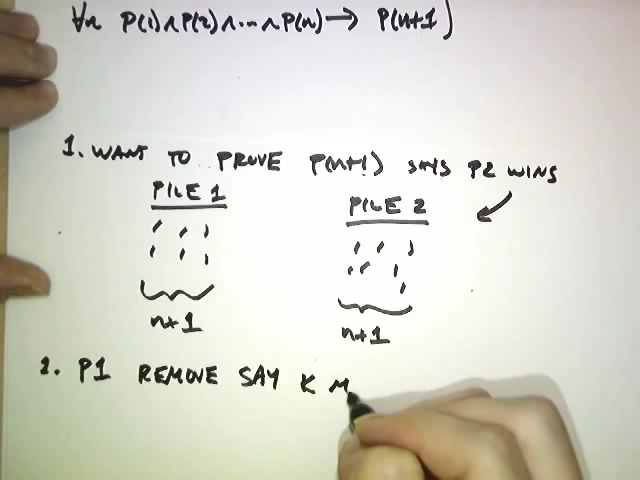 ∀n P(1)∧P(2)∧...∧P(n)→ P(n+1)
1. WANT TO PROVE P(n+1) SAYS P2 WINS
PILE 1 PILE 2
n+1 n+1
2. P1 REMOVE SAY K M